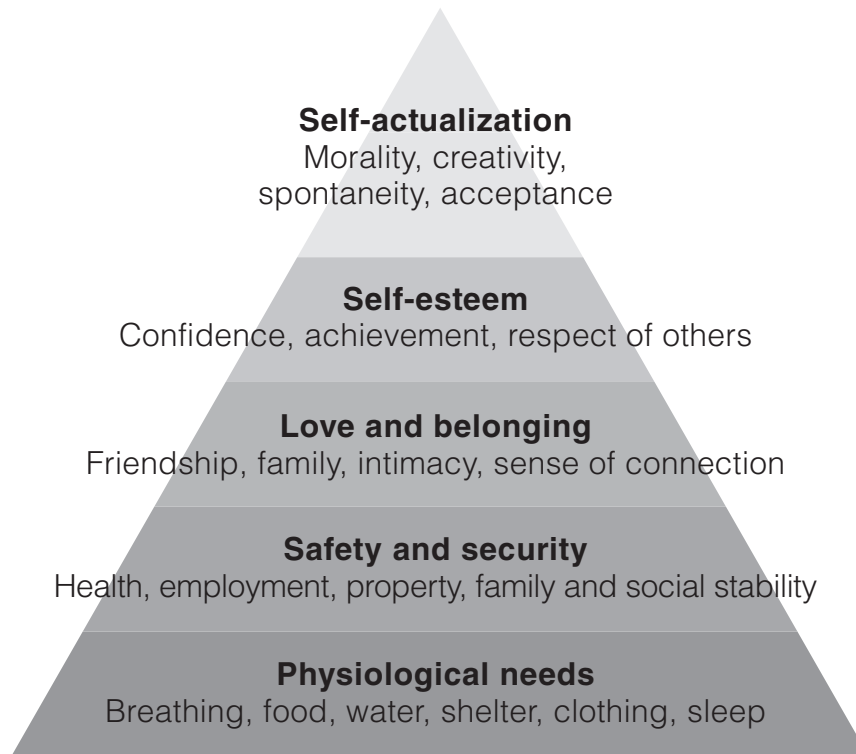 Self-actualization
Morality, creativity,
spontaneity, acceptance
Self-esteem
Confidence, achievement, respect of others
Love and belonging
Friendship, family, intimacy, sense of connection
Safety and security
Health, employment, property, family and social stability
Physiological needs
Breathing, food, water, shelter, clothing, sleep